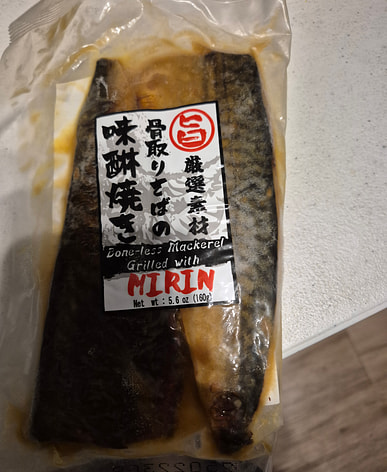 旨
厳選素材
骨取りさばの
味醂焼き
Bone-less Mackerel
Grilled with
MIRIN
Net wt : 5.6 oz (160g)